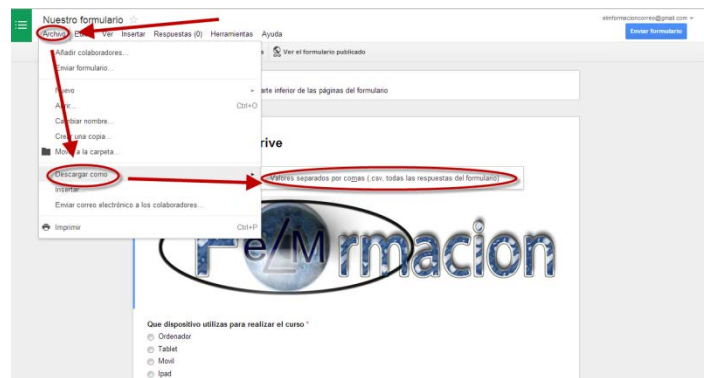 Nuestro formulario
elmformacioncorreo@gmail.com
Archivo Editar Ver Insertar Respuestas (0) Herramientas Ayuda
Enviar formulario
Añadir colaboradores...
Ver el formulario publicado
Enviar formulario...
Nuevo
arte inferior de las páginas del formulario
Abrir... Ctrl+O
Cambiar nombre...
Crear una copia...
rive
Mover a la carpeta...
Descargar como
Valores separados por comas (.csv, todas las respuestas del formulario)
Insertar
Enviar correo electrónico a los colaboradores...
Imprimir Ctrl+P
e/M
F rmacion
Que dispositivo utilizas para realizar el curso *
Ordenador
Tablet
Movil
Ipad